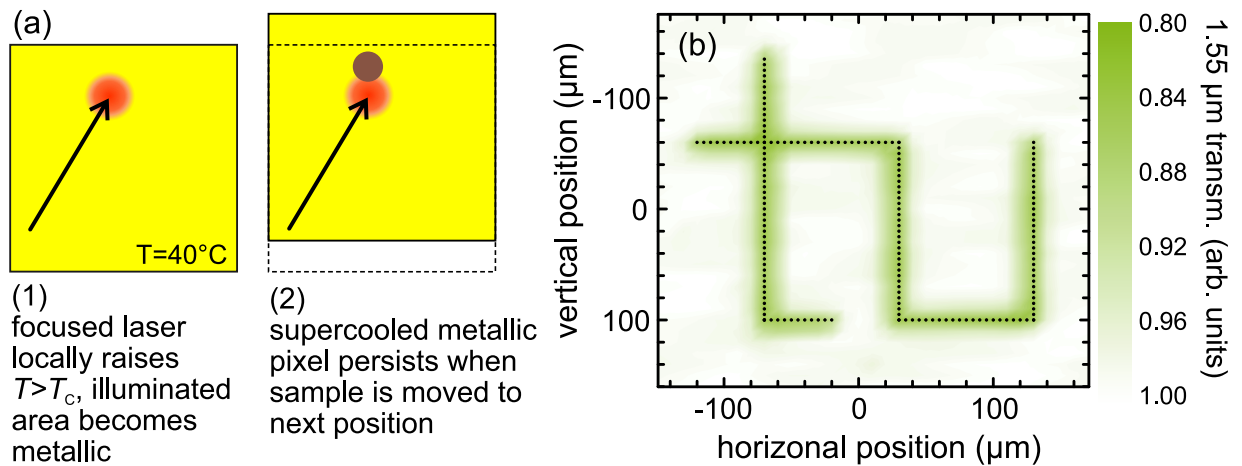 (a)
T=40°C
(1)
focused laser
locally raises
T>Tc, illuminated
area becomes
metallic
(2)
supercooled metallic
pixel persists when
sample is moved to
next position
(b)
vertical position (µm)
-100
0
100
-100
0
100
horizonal position (µm)
0.80
0.84
0.88
0.92
0.96
1.00
1.55 µm transm. (arb. units)